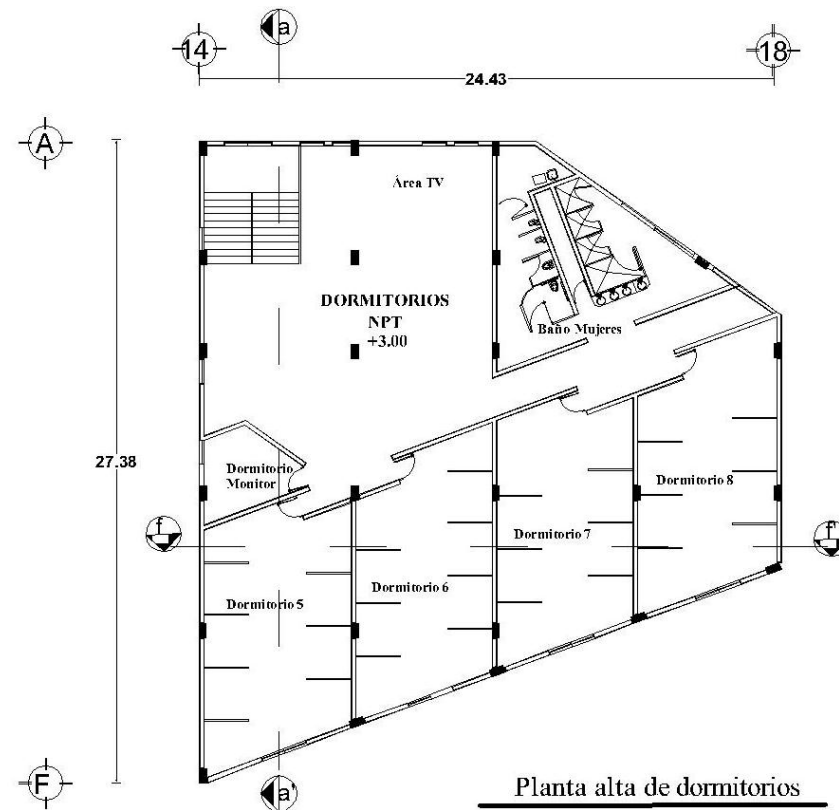 a
14
18
24.43
A
Área TV
DORMITORIOS
NPT
+3.00
Baño Mujeres
27.38
Dormitorio
Monitor
Dormitorio 8
f
Dormitorio 7
f'
Dormitorio 5
Dormitorio 6
F
a'
Planta alta de dormitorios